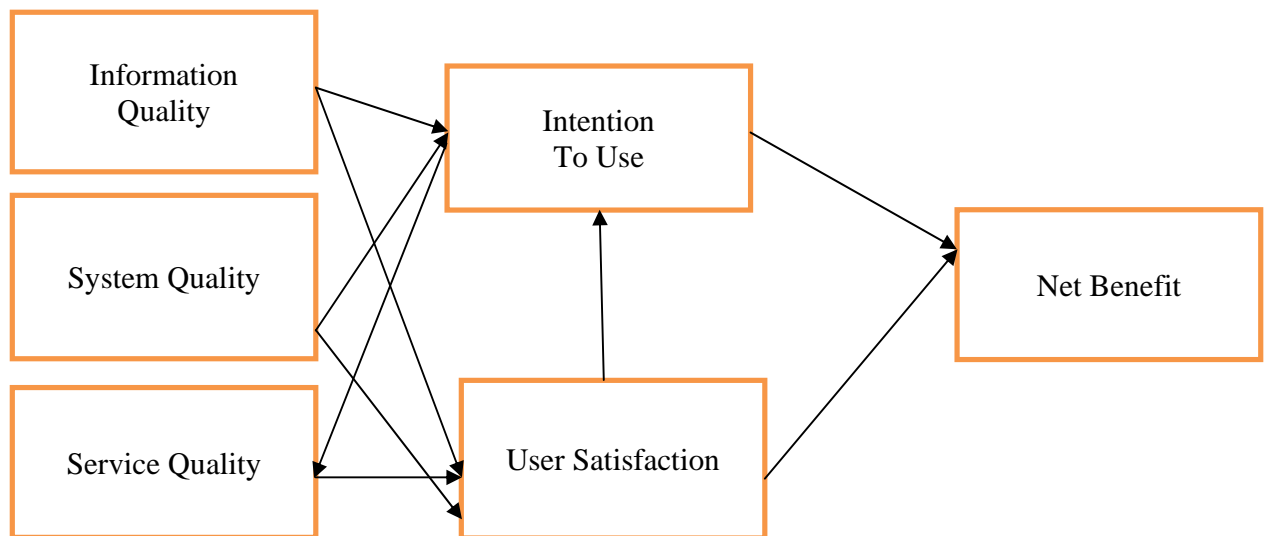 Information
Quality
System Quality
Service Quality
Intention
To Use
User Satisfaction
Net Benefit